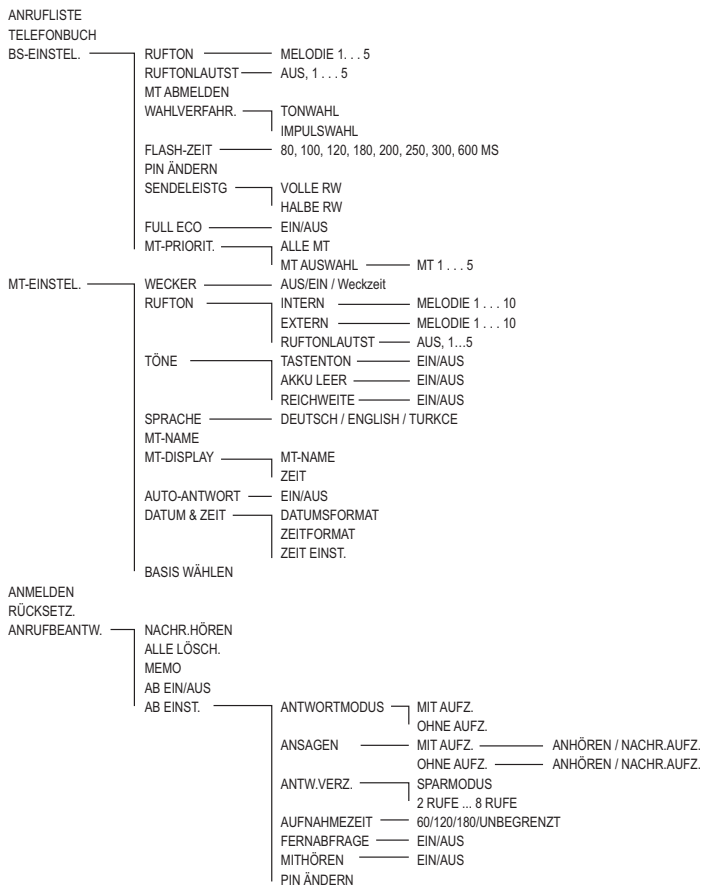 ANRUFLISTE
TELEFONBUCH
BS-EINSTEL. RUFTON MELODIE 1. . . 5
RUFTONLAUTST AUS, 1 . . . 5
MT ABMELDEN
WAHLVERFAHR. TONWAHL
IMPULSWAHL
FLASH-ZEIT 80, 100, 120, 180, 200, 250, 300, 600 MS
PIN ÄNDERN
SENDELEISTG VOLLE RW
HALBE RW
FULL ECO EIN/AUS
MT-PRIORIT. ALLE MT
MT AUSWAHL MT 1 . . . 5
MT-EINSTEL. WECKER AUS/EIN / Weckzeit
RUFTON INTERN MELODIE 1 . . . 10
EXTERN MELODIE 1 . . . 10
RUFTONLAUTST AUS, 1...5
TÖNE TASTENTON EIN/AUS
AKKU LEER EIN/AUS
REICHWEITE EIN/AUS
SPRACHE DEUTSCH / ENGLISH / TURKCE
MT-NAME
MT-DISPLAY MT-NAME
ZEIT
AUTO-ANTWORT EIN/AUS
DATUM & ZEIT DATUMSFORMAT
ZEITFORMAT
ZEIT EINST.
BASIS WÄHLEN
ANMELDEN
RÜCKSETZ.
ANRUFBEANTW. NACHR.HÖREN
ALLE LÖSCH.
MEMO
AB EIN/AUS
AB EINST. ANTWORTMODUS MIT AUFZ.
OHNE AUFZ.
ANSAGEN MIT AUFZ. ANHÖREN / NACHR.AUFZ.
OHNE AUFZ. ANHÖREN / NACHR.AUFZ.
ANTW.VERZ. SPARMODUS
2 RUFE ... 8 RUFE
AUFNAHMEZEIT 60/120/180/UNBEGRENZT
FERNABFRAGE EIN/AUS
MITHÖREN EIN/AUS
PIN ÄNDERN